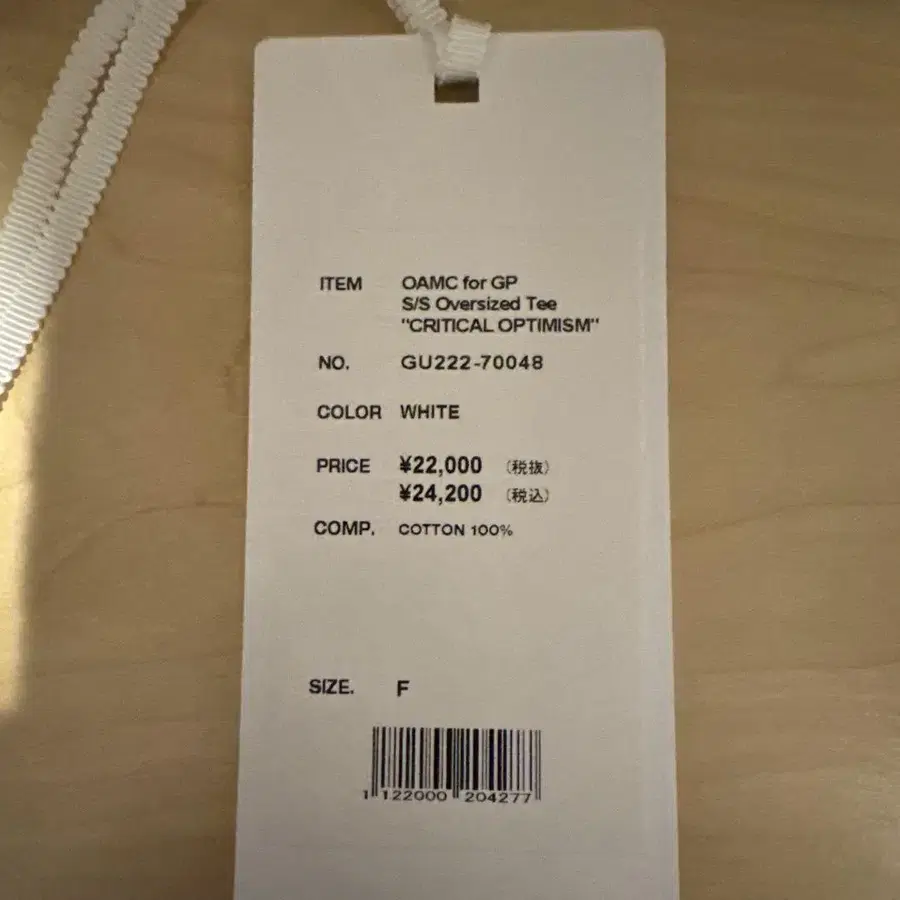 ITEM OAMC for GP
S/S Oversized Tee
"CRITICAL OPTIMISM"
NO. GU222-70048
COLOR WHITE
PRICE ¥22,000 (税抜)
¥24,200 (税込)
COMP. COTTON 100%
SIZE. F
1 122000 204277